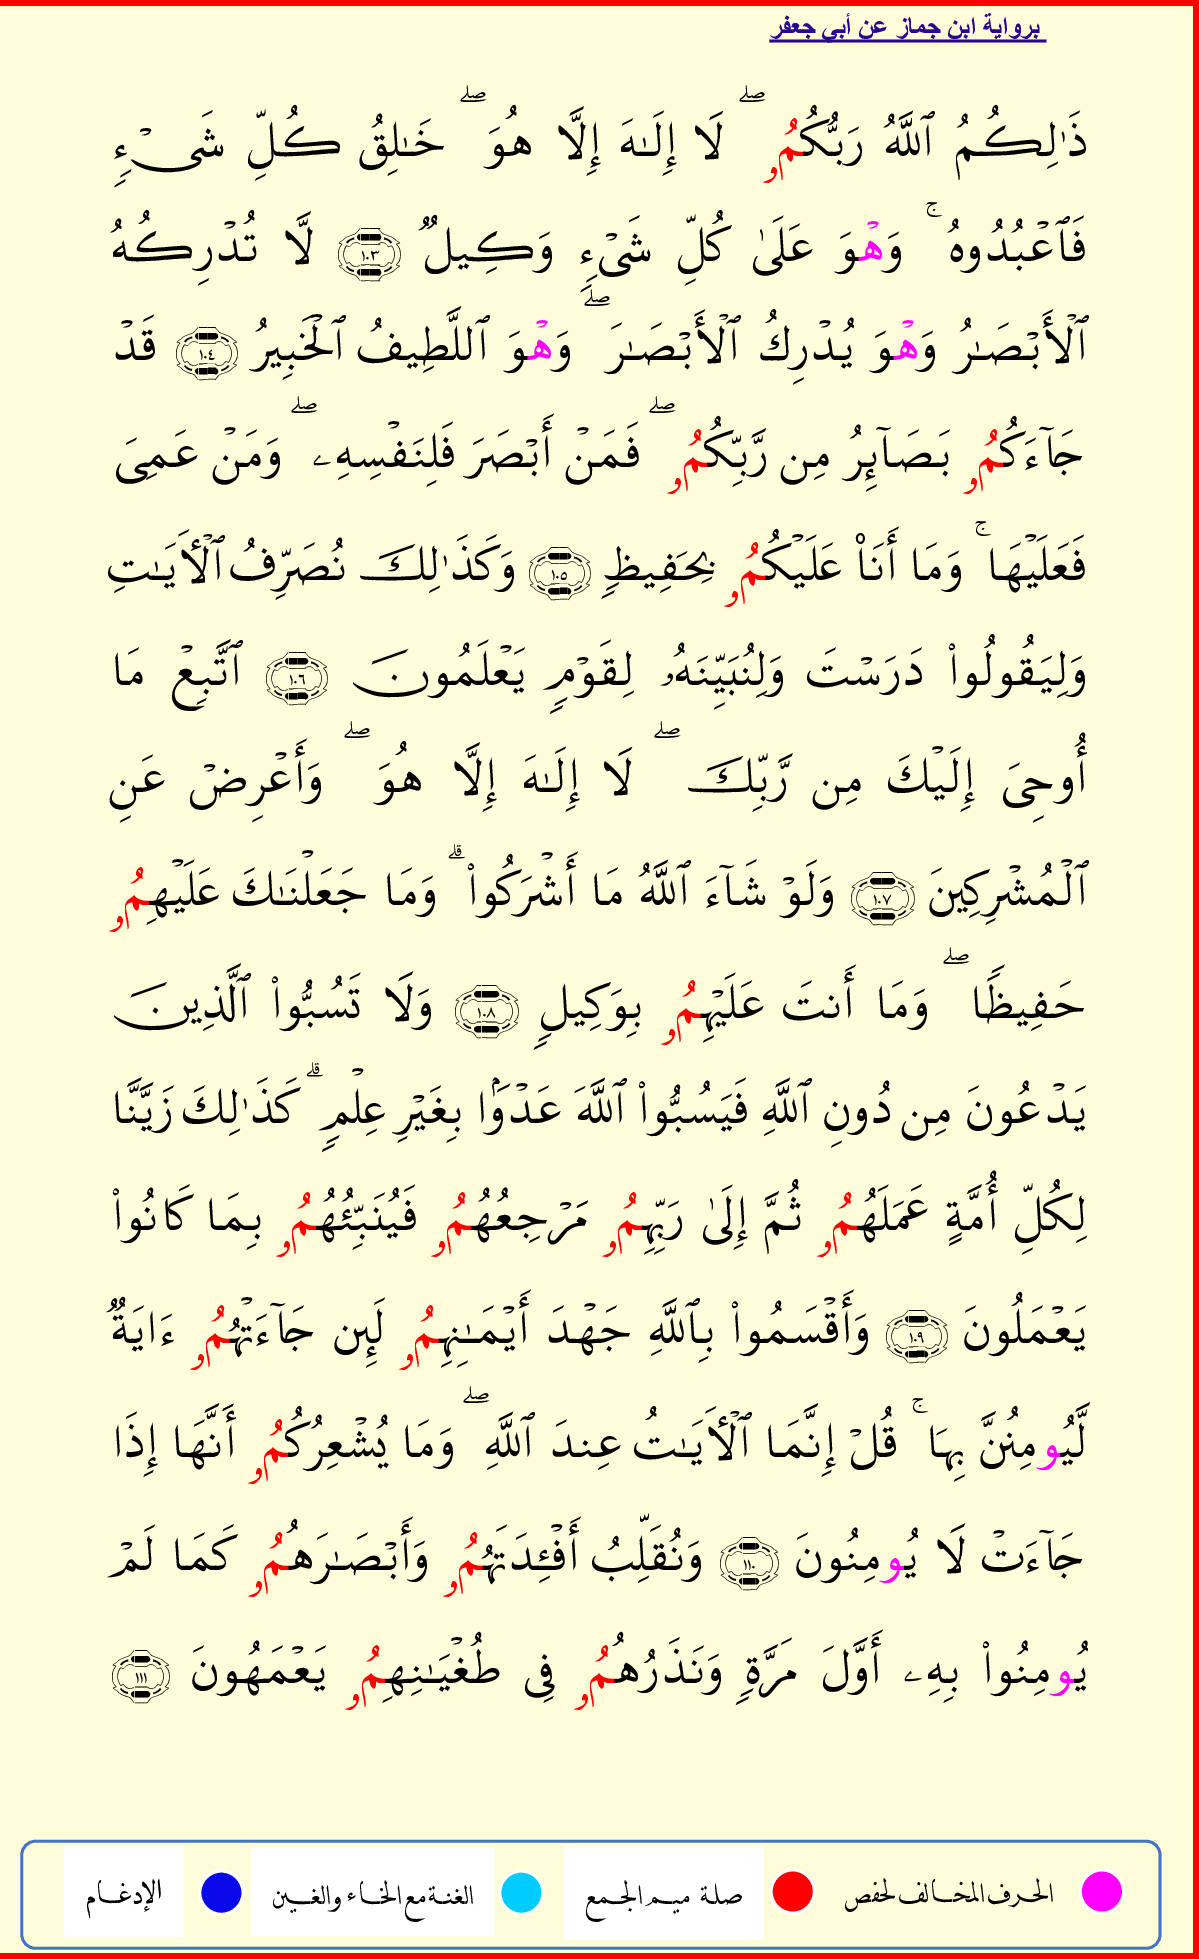 برواية ابن جماز عن أبي جعفر
ذَٰلِكُمُ ٱللَّهُ رَبُّكُمُۥ ۖ لَا إِلَـٰهَ إِلَّا هُوَ ۖ خَـٰلِقُ كُلِّ شَىْءٍ
فَٱعْبُدُوهُ ۚ وَهْوَ عَلَىٰ كُلِّ شَىْءٍ وَكِيلٌ ١٠٣ لَّا تُدْرِكُهُ
ٱلْأَبْصَـٰرُ وَهْوَ يُدْرِكُ ٱلْأَبْصَـٰرَ ۖ وَهْوَ ٱللَّطِيفُ ٱلْخَبِيرُ ١٠٤ قَدْ
جَآءَكُمُۥ بَصَآئِرُ مِن رَّبِّكُمُۥ ۖ فَمَنْ أَبْصَرَ فَلِنَفْسِهِۦ ۖ وَمَنْ عَمِىَ
فَعَلَيْهَا ۚ وَمَا أَنَا۠ عَلَيْكُمُۥ بِحَفِيظٍ ١٠٥ وَكَذَٰلِكَ نُصَرِّفُ ٱلْأَيَـٰتِ
وَلِيَقُولُوا۟ دَرَسْتَ وَلِنُبَيِّنَهُۥ لِقَوْمٍ يَعْلَمُونَ ١٠٦ ٱتَّبِعْ مَا
أُوحِىَ إِلَيْكَ مِن رَّبِّكَ ۖ لَا إِلَـٰهَ إِلَّا هُوَ ۖ وَأَعْرِضْ عَنِ
ٱلْمُشْرِكِينَ ١٠٧ وَلَوْ شَآءَ ٱللَّهُ مَا أَشْرَكُوا۟ ۗ وَمَا جَعَلْنَـٰكَ عَلَيْهِمُۥ
حَفِيظًا ۖ وَمَا أَنتَ عَلَيْهِمُۥ بِوَكِيلٍ ١٠٨ وَلَا تَسُبُّوا۟ ٱلَّذِينَ
يَدْعُونَ مِن دُونِ ٱللَّهِ فَيَسُبُّوا۟ ٱللَّهَ عَدْوًۢا بِغَيْرِ عِلْمٍ ۗ كَذَٰلِكَ زَيَّنَّا
لِكُلِّ أُمَّةٍ عَمَلَهُمُۥ ثُمَّ إِلَىٰ رَبِّهِمُۥ مَرْجِعُهُمُۥ فَيُنَبِّئُهُمُۥ بِمَا كَانُوا۟
يَعْمَلُونَ ١٠٩ وَأَقْسَمُوا۟ بِٱللَّهِ جَهْدَ أَيْمَـٰنِهِمُۥ لَئِن جَآءَتْهُمُۥ ءَايَةٌ
لَّيُومِنُنَّ بِهَا ۚ قُلْ إِنَّمَا ٱلْأَيَـٰتُ عِندَ ٱللَّهِ ۖ وَمَا يُشْعِرُكُمُۥ أَنَّهَا إِذَا
جَآءَتْ لَا يُومِنُونَ ١١٠ وَنُقَلِّبُ أَفْئِدَتَهُمُۥ وَأَبْصَـٰرَهُمُۥ كَمَا لَمْ
يُومِنُوا۟ بِهِۦ أَوَّلَ مَرَّةٍ وَنَذَرُهُمُۥ فِى طُغْيَـٰنِهِمُۥ يَعْمَهُونَ ١١١
الحرف المخالف لحفص صلة ميم الجمع الغنة مع الخاء والغين الإدغام